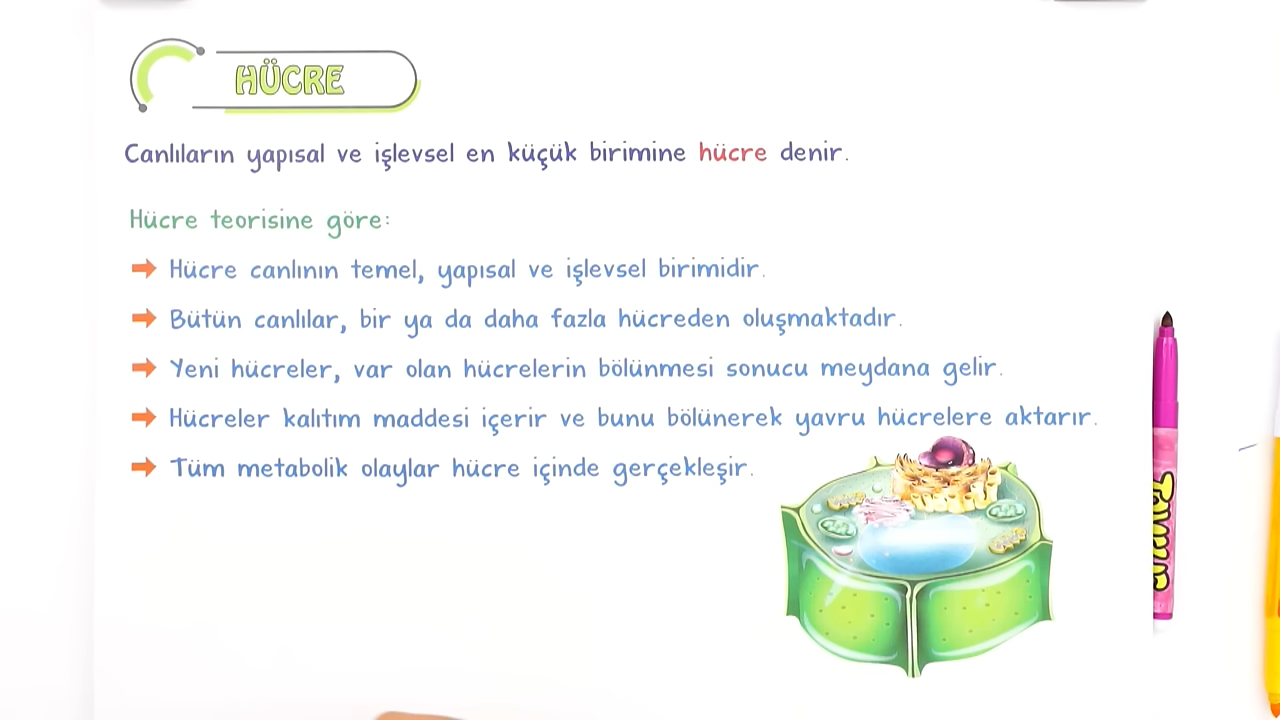 HÜCRE
Canlıların yapısal ve işlevsel en küçük birimine hücre denir.
Hücre teorisine göre:
Hücre canlının temel, yapısal ve işlevsel birimidir.
Bütün canlılar, bir ya da daha fazla hücreden oluşmaktadır.
Yeni hücreler, var olan hücrelerin bölünmesi sonucu meydana gelir.
Hücreler kalıtım maddesi içerir ve bunu bölünerek yavru hücrelere aktarır.
Tüm metabolik olaylar hücre içinde gerçekleşir.